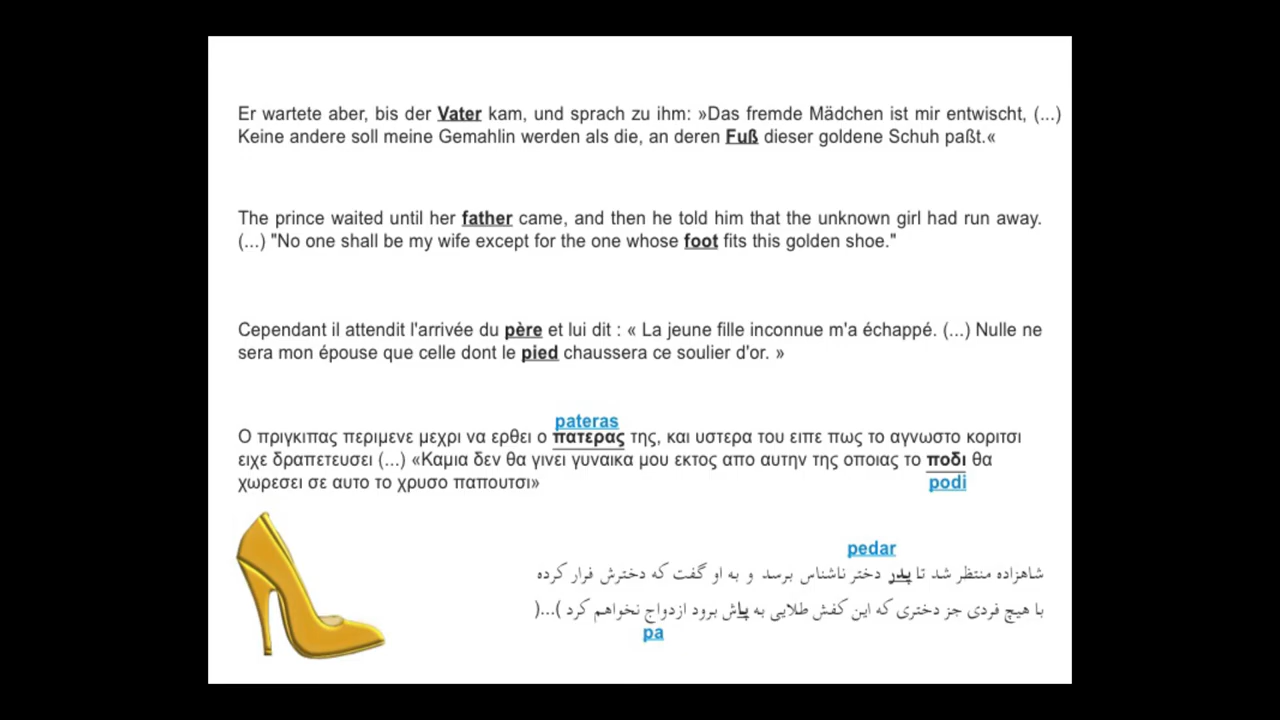 Er wartete aber, bis der Vater kam, und sprach zu ihm: »Das fremde Mädchen ist mir entwischt, (...)
Keine andere soll meine Gemahlin werden als die, an deren Fuß dieser goldene Schuh paßt.«
The prince waited until her father came, and then he told him that the unknown girl had run away.
(...) "No one shall be my wife except for the one whose foot fits this golden shoe."
Cependant il attendit l'arrivée du père et lui dit : « La jeune fille inconnue m'a échappé. (...) Nulle ne
sera mon épouse que celle dont le pied chaussera ce soulier d'or. »
pateras
Ο πριγκιπας περιμενε μεχρι να ερθει ο πατερας της, και υστερα του ειπε πως το αγνωστο κοριτσι
ειχε δραπετευσει (...) «Καμια δεν θα γινει γυναικα μου εκτος απο αυτην της οποιας το ποδι θα
podi
χωρεσει σε αυτο το χρυσο παπουτσι»
pedar
شاهزاده منتظر شد تا پدر دختر ناشناس برسد و به او گفت که دخترش فرار کرده
با هیچ فردی جز دختری که این کفش طلایی به پاش برود ازدواج نخواهم کرد )...(
pa